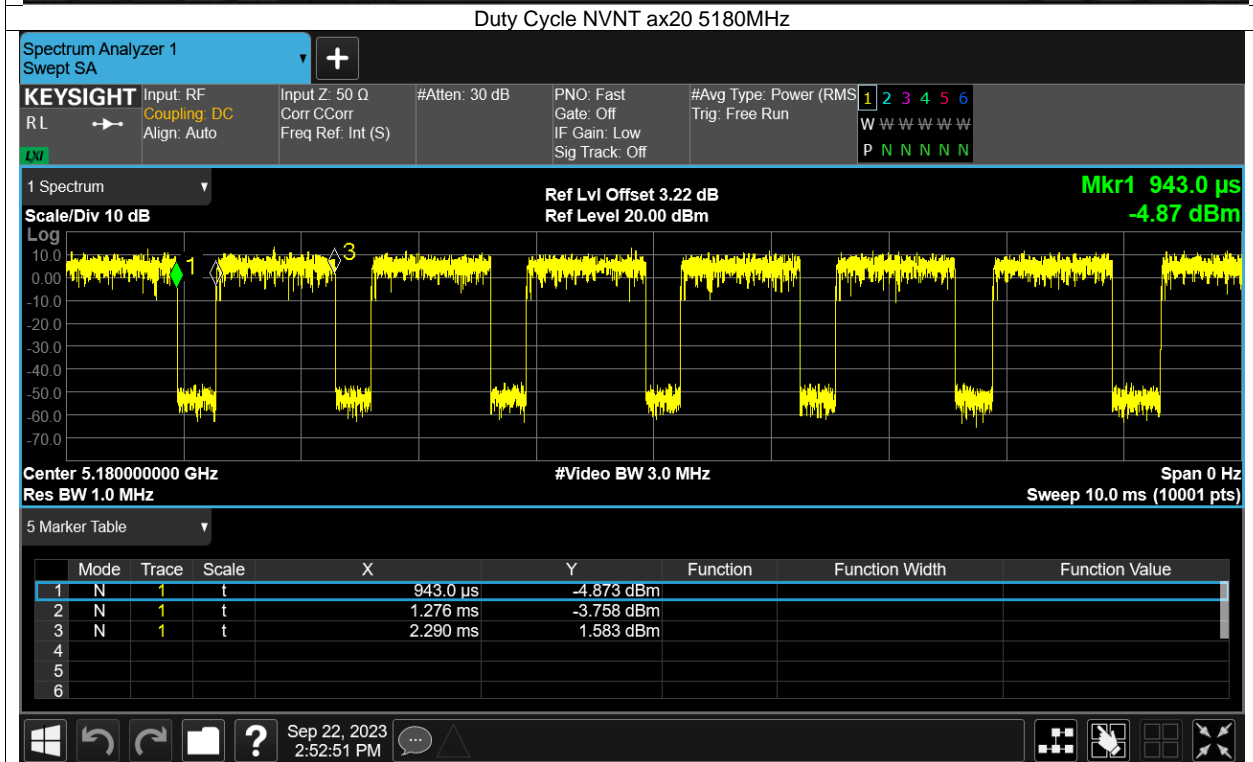 Duty Cycle NVNT ax20 5180MHz
Spectrum Analyzer 1
Swept SA
+
KEYSIGHT Input: RF Input Z: 50 Ω #Atten: 30 dB PNO: Fast #Avg Type: Power (RMS 1 2 3 4 5 6
RL Coupling: DC Corr CCorr Gate: Off Trig: Free Run W W W W W W
Align: Auto Freq Ref: Int (S) IF Gain: Low P N N N N N
LXI Sig Track: Off
1 Spectrum Ref Lvl Offset 3.22 dB Mkr1 943.0 µs
Scale/Div 10 dB Ref Level 20.00 dBm -4.87 dBm
Log
10.0
0.00
-10.0
-20.0
-30.0
-40.0
-50.0
-60.0
-70.0
1
3
Center 5.180000000 GHz #Video BW 3.0 MHz Span 0 Hz
Res BW 1.0 MHz Sweep 10.0 ms (10001 pts)
5 Marker Table
Mode Trace Scale X Y Function Function Width Function Value
1 N 1 t 943.0 µs -4.873 dBm
2 N 1 t 1.276 ms -3.758 dBm
3 N 1 t 2.290 ms 1.583 dBm
4
5
6
? Sep 22, 2023
2:52:51 PM